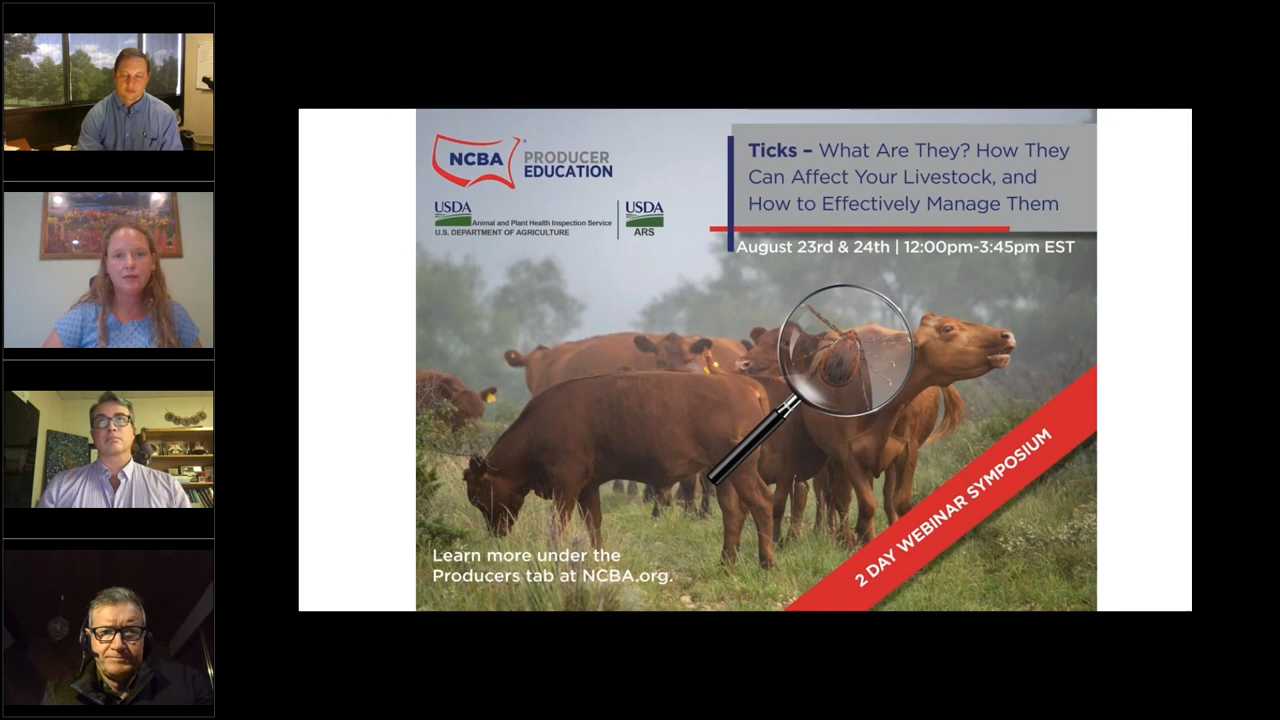 NCBA
PRODUCER
EDUCATION
USDA
Animal and Plant Health Inspection Service
U.S. DEPARTMENT OF AGRICULTURE
USDA
ARS
Ticks – What Are They? How They
Can Affect Your Livestock, and
How to Effectively Manage Them
August 23rd & 24th | 12:00pm-3:45pm EST
Learn more under the
Producers tab at NCBA.org.
2 DAY WEBINAR SYMPOSIUM